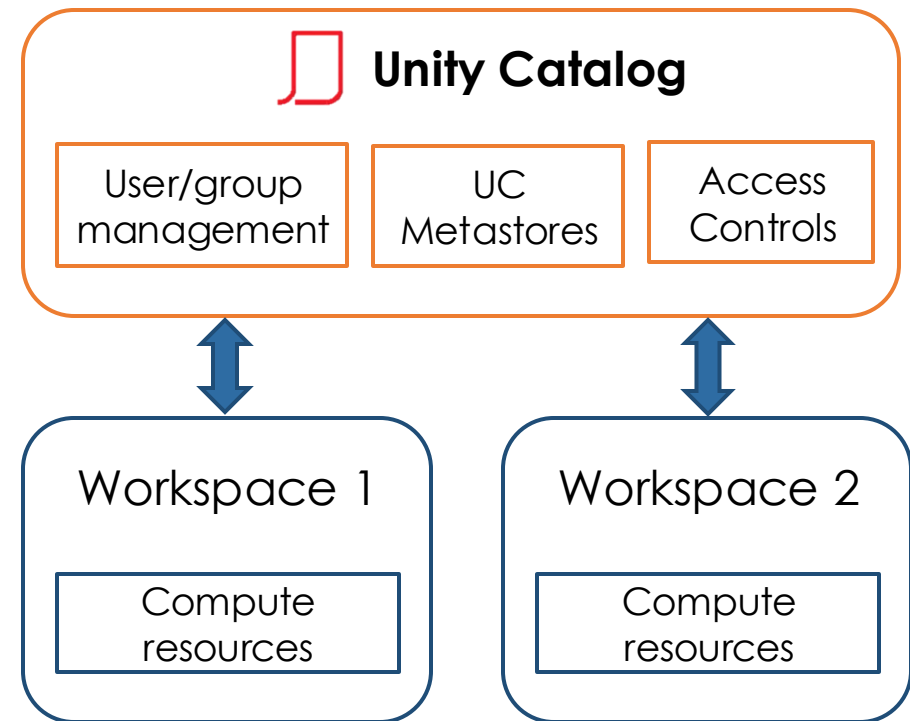 Unity Catalog
User/group
management
UC
Metastores
Access
Controls
Workspace 1
Compute
resources
Workspace 2
Compute
resources